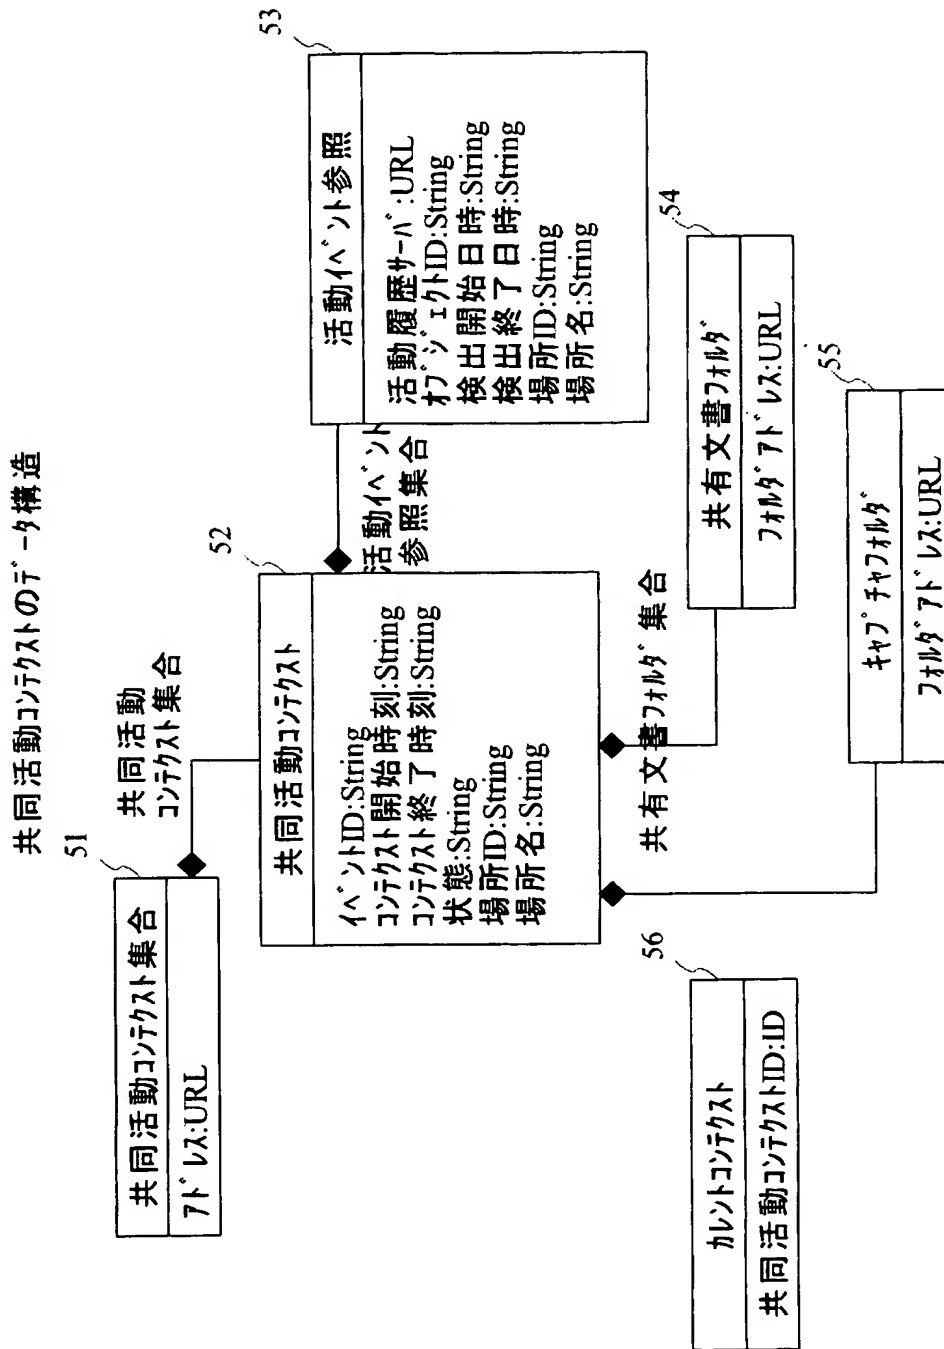 共同活動コンテクストのデータ構造
51
共同活動コンテクスト集合
アドレス:URL
共同活動
コンテクスト集合
52
共同活動コンテクスト
イベントID:String
コンテクスト開始時刻:String
コンテクスト終了時刻:String
状態:String
場所ID:String
場所名:String
活動イベント
参照集合
53
活動イベント参照
活動履歴サーバ:URL
オブジェクトID:String
検出開始日時:String
検出終了日時:String
場所ID:String
場所名:String
共有文書フォルダ集合
54
共有文書フォルダ
フォルダアドレス:URL
55
キャプチャフォルダ
フォルダアドレス:URL
56
カレントコンテクスト
共同活動コンテクストID:ID